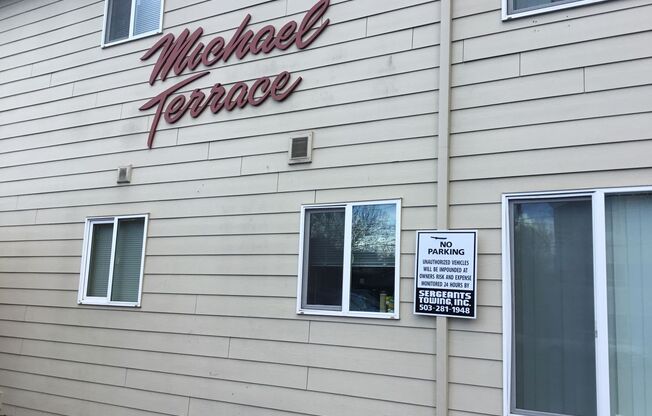 Michael
Terrace
NO
PARKING
UNAUTHORIZED VEHICLES
WILL BE IMPOUNDED AT
OWNERS RISK AND EXPENSE
MONITORED 24 HOURS BY
SERGEANTS
TOWING, INC.
503-281-1948